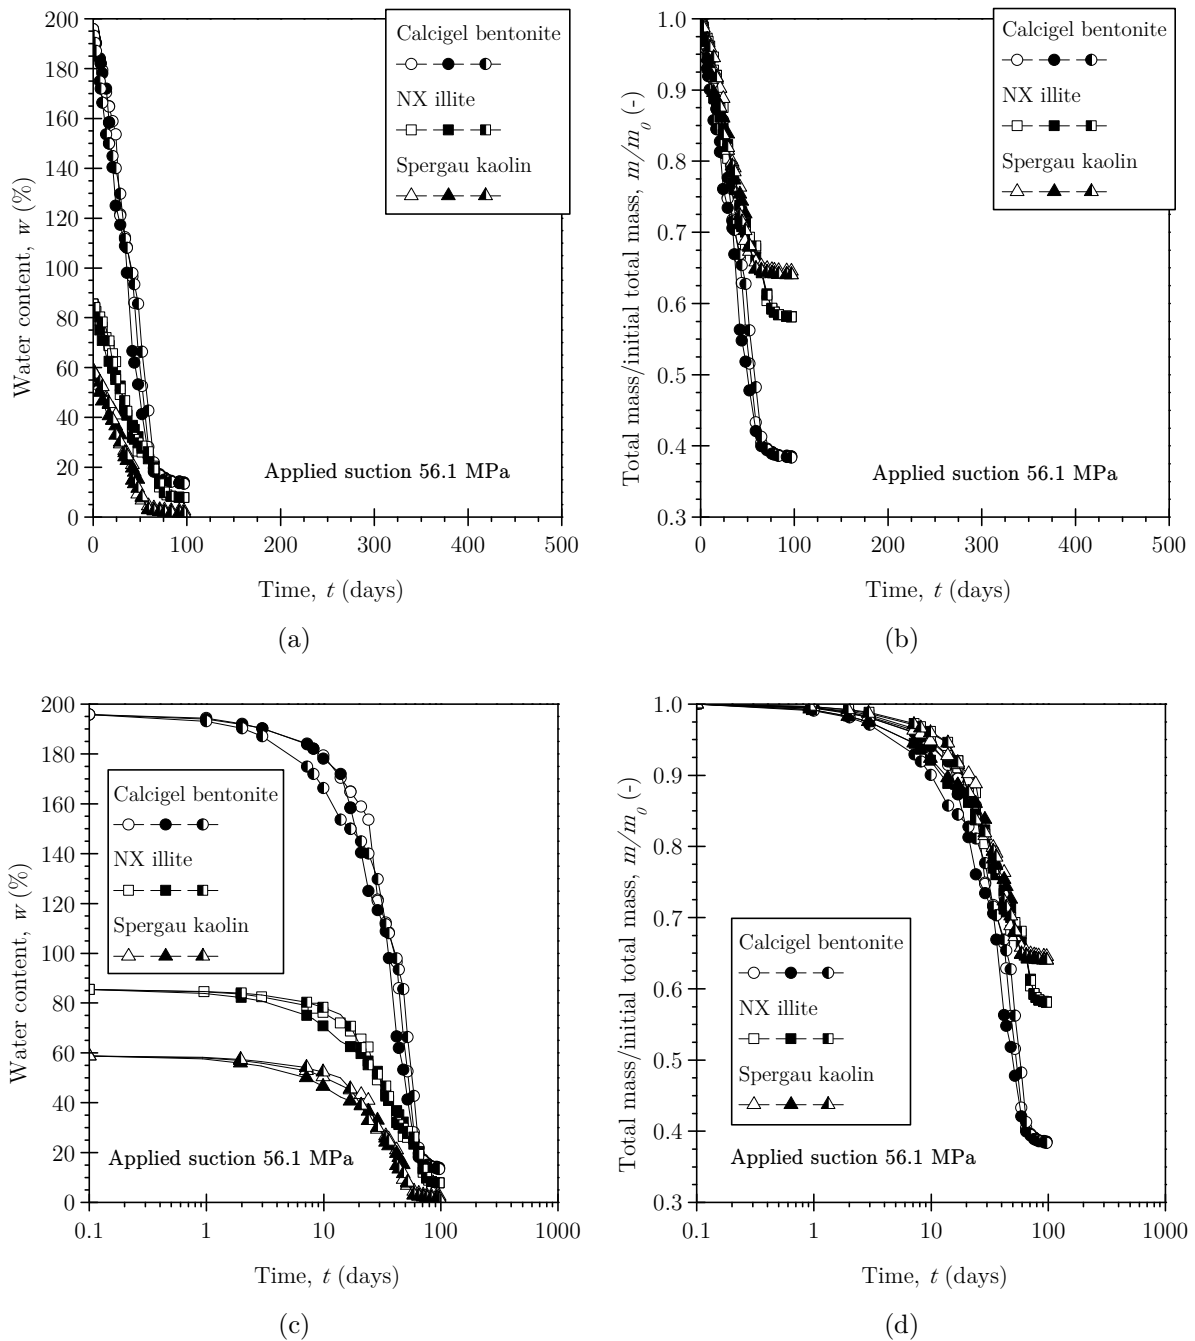 200
180
160
140
120
100
80
60
40
20
0
Water content, w (%)
Calcigel bentonite
NX illite
Spergau kaolin
Applied suction 56.1 MPa
0 100 200 300 400 500
Time, t (days)
(a)
1.0
0.9
0.8
0.7
0.6
0.5
0.4
0.3
Total mass/initial total mass, m/m0 (-)
Calcigel bentonite
NX illite
Spergau kaolin
Applied suction 56.1 MPa
0 100 200 300 400 500
Time, t (days)
(b)
200
180
160
140
120
100
80
60
40
20
0
Water content, w (%)
Calcigel bentonite
NX illite
Spergau kaolin
Applied suction 56.1 MPa
0.1 1 10 100 1000
Time, t (days)
(c)
1.0
0.9
0.8
0.7
0.6
0.5
0.4
0.3
Total mass/initial total mass, m/m0 (-)
Calcigel bentonite
NX illite
Spergau kaolin
Applied suction 56.1 MPa
0.1 1 10 100 1000
Time, t (days)
(d)